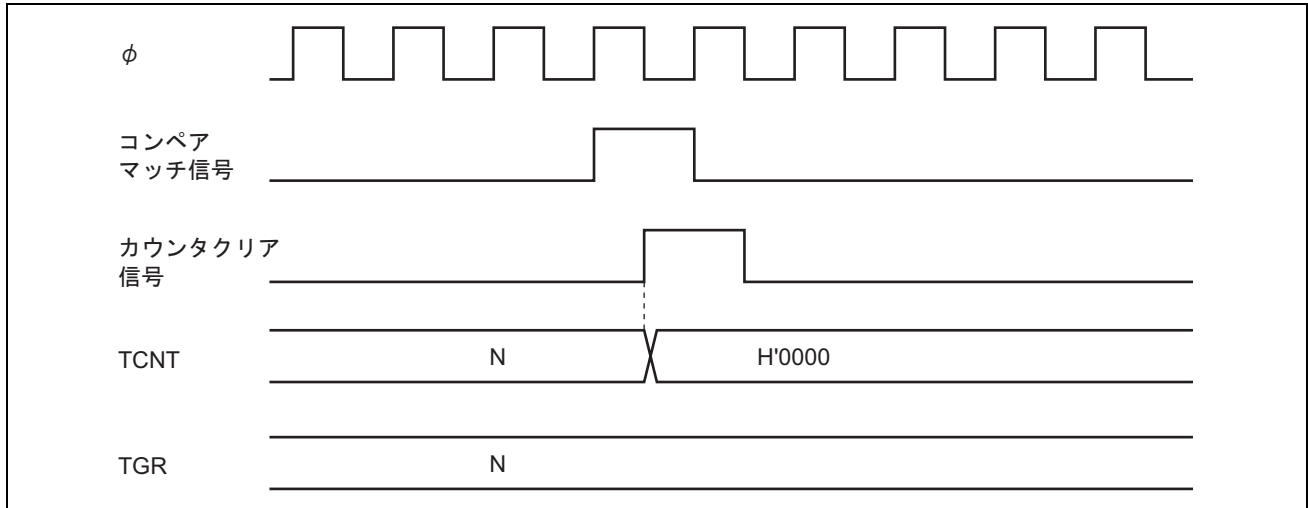 φ
コンペア
マッチ信号
カウンタクリア
信号
TCNT
N
H'0000
TGR
N